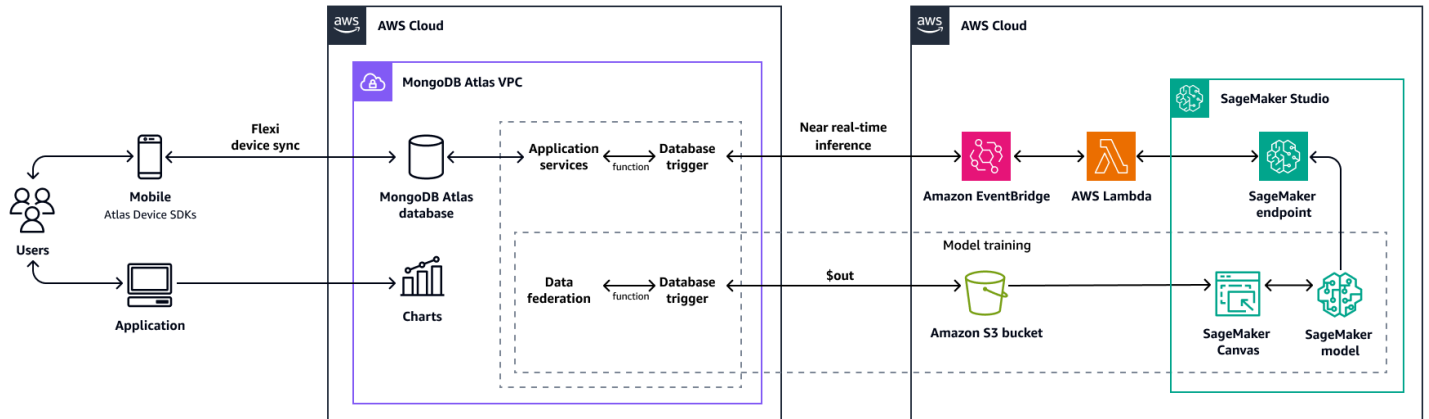 aws
AWS Cloud
aws
AWS Cloud
MongoDB Atlas VPC
SageMaker Studio
Flexi
device sync
Near real-time
inference
Application
services
function
Database
trigger
Mobile
Atlas Device SDKs
MongoDB Atlas
database
Amazon EventBridge
AWS Lambda
SageMaker
endpoint
Users
Model training
Data
federation
function
Database
trigger
$out
Application
Charts
Amazon S3 bucket
SageMaker
Canvas
SageMaker
model